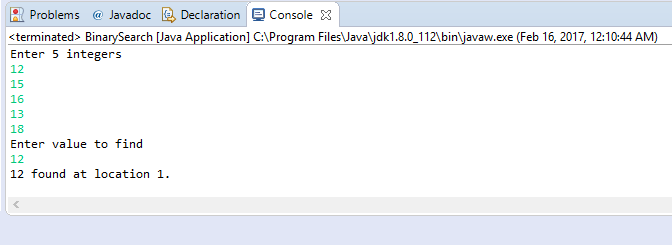 Problems @ Javadoc Declaration Console
<terminated> BinarySearch [Java Application] C:\Program Files\Java\jdk1.8.0_112\bin\javaw.exe (Feb 16, 2017, 12:10:44 AM)
Enter 5 integers
12
15
16
13
18
Enter value to find
12
12 found at location 1.